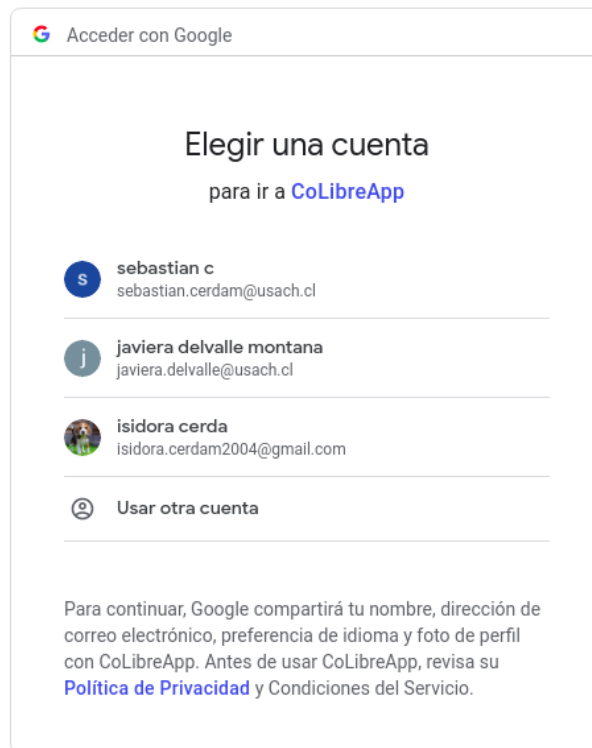 Acceder con Google
Elegir una cuenta
para ir a CoLibreApp
s
sebastian c
sebastian.cerdam@usach.cl
j
javiera delvalle montana
javiera.delvalle@usach.cl
isidora cerda
isidora.cerdam2004@gmail.com
Usar otra cuenta
Para continuar, Google compartirá tu nombre, dirección de
correo electrónico, preferencia de idioma y foto de perfil
con CoLibreApp. Antes de usar CoLibreApp, revisa su
Política de Privacidad y Condiciones del Servicio.